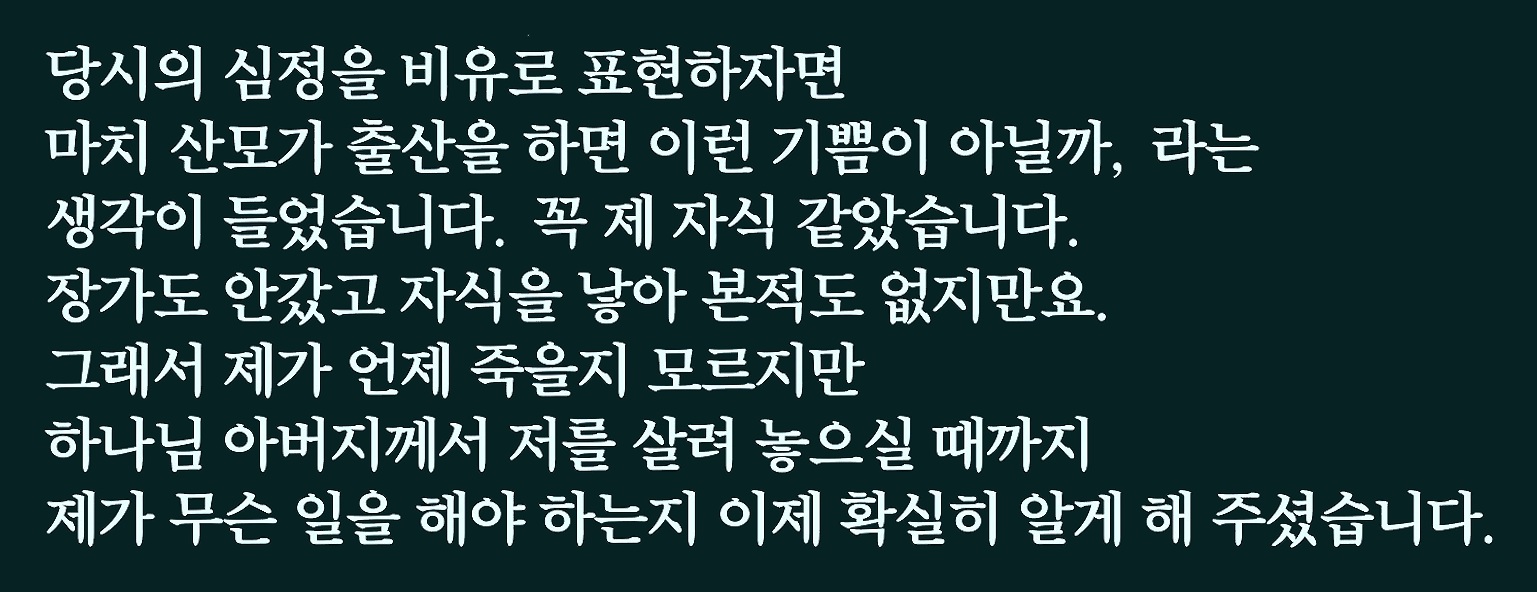 당시의 심정을 비유로 표현하자면
마치 산모가 출산을 하면 이런 기쁨이 아닐까, 라는
생각이 들었습니다. 꼭 제 자식 같았습니다.
장가도 안갔고 자식을 낳아 본적도 없지만요.
그래서 제가 언제 죽을지 모르지만
하나님 아버지께서 저를 살려 놓으실 때까지
제가 무슨 일을 해야 하는지 이제 확실히 알게 해 주셨습니다.